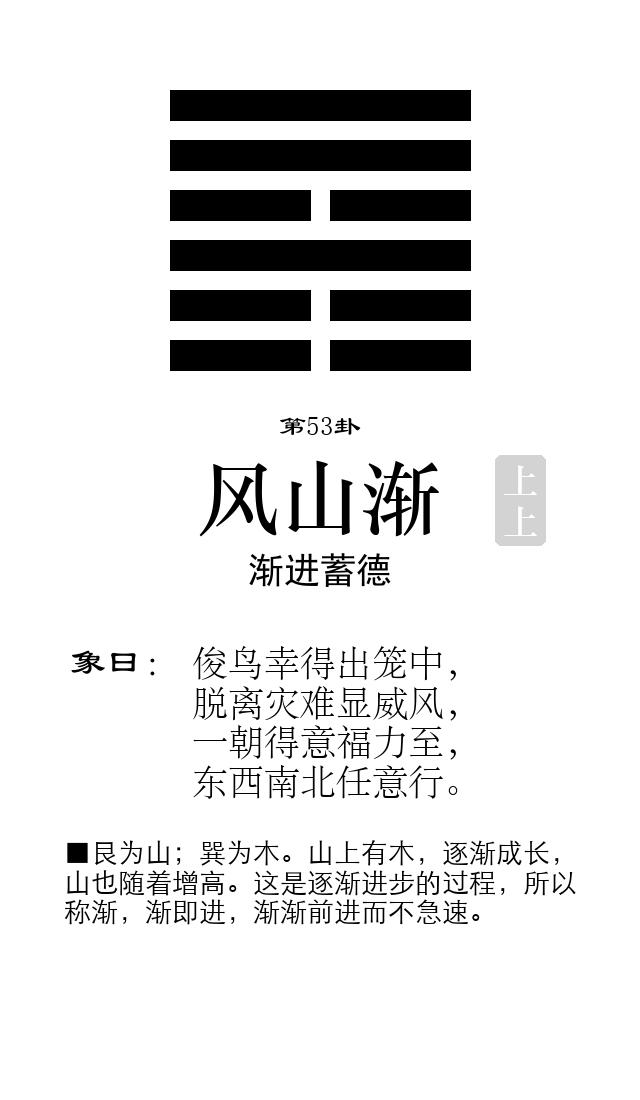 第53卦
风山渐
上上
渐进蓄德
象曰：俊鸟幸得出笼中，
脱离灾难显威风，
一朝得意福力至，
东西南北任意行。
■艮为山；巽为木。山上有木，逐渐成长，
山也随着增高。这是逐渐进步的过程，所以
称渐，渐即进，渐渐前进而不急速。